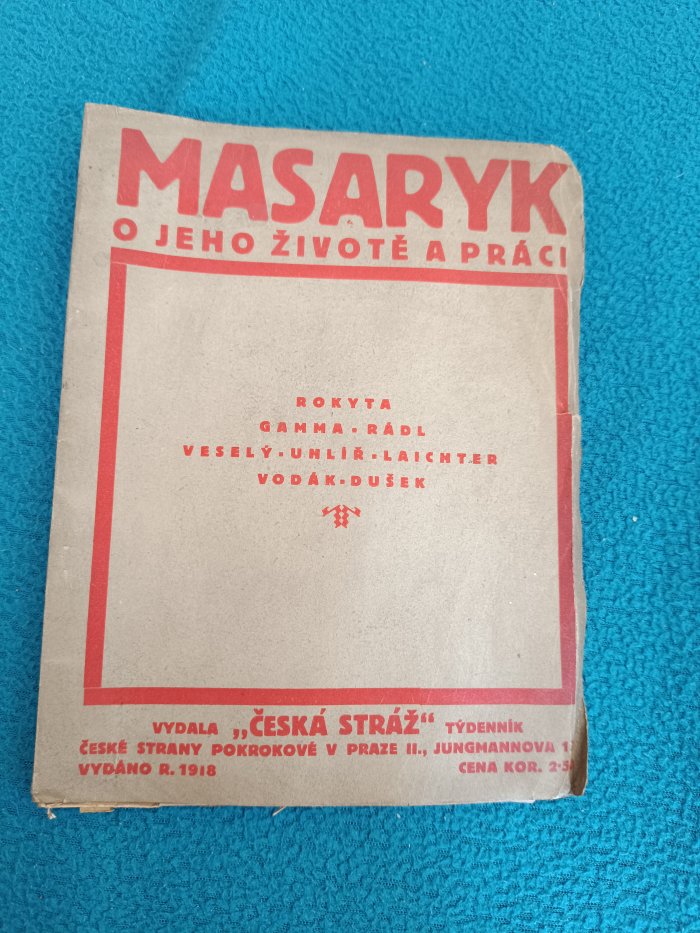 MASARYK
O JEHO ŽIVOTĚ A PRÁCI
ROKYTA
GAMMA · RÁDL
VESELÝ · UHLÍŘ · LAICHTER
VODÁK · DUŠEK
VYDALA „ČESKÁ STRÁŽ“ TÝDENNÍK
ČESKÉ STRANY POKROKOVÉ V PRAZE II., JUNGMANNOVA
VYDÁNO R. 1918 CENA KOR.